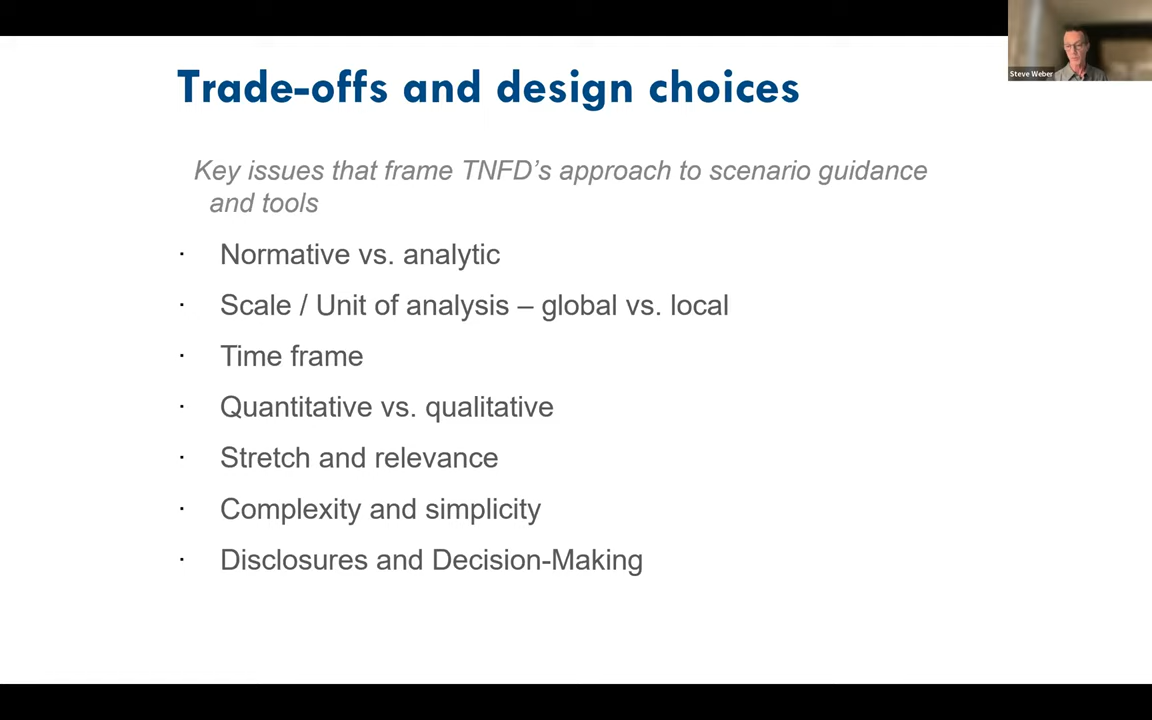 Steve Weber
Trade-offs and design choices
Key issues that frame TNFD’s approach to scenario guidance
and tools
· Normative vs. analytic
· Scale / Unit of analysis – global vs. local
· Time frame
· Quantitative vs. qualitative
· Stretch and relevance
· Complexity and simplicity
· Disclosures and Decision-Making